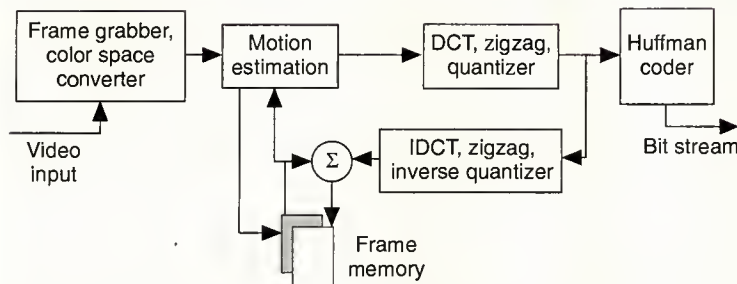 Frame grabber,
color space
converter
Motion
estimation
DCT, zigzag,
quantizer
Huffman
coder
Video
input
Σ
IDCT, zigzag,
inverse quantizer
Bit stream
Frame
memory